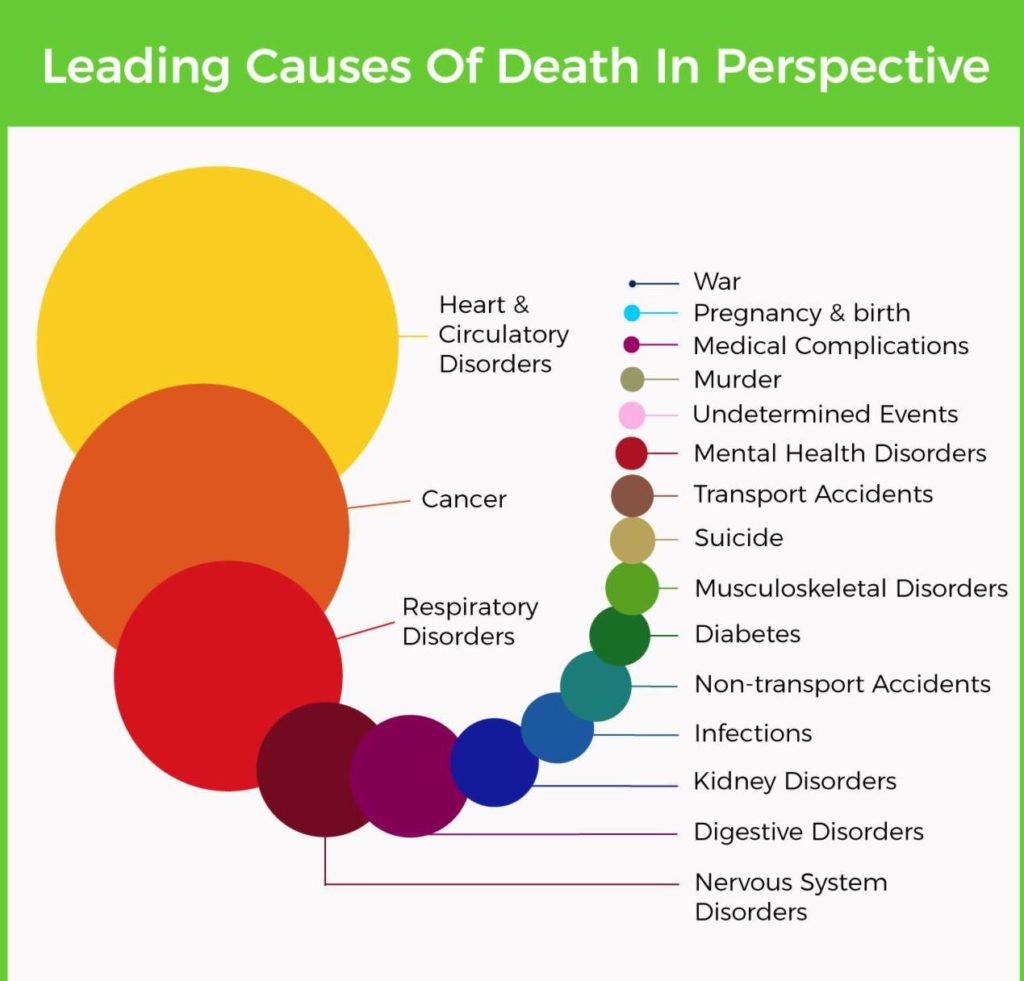 Leading Causes Of Death In Perspective
Heart &
Circulatory
Disorders
Cancer
Respiratory
Disorders
War
Pregnancy & birth
Medical Complications
Murder
Undetermined Events
Mental Health Disorders
Transport Accidents
Suicide
Musculoskeletal Disorders
Diabetes
Non-transport Accidents
Infections
Kidney Disorders
Digestive Disorders
Nervous System
Disorders